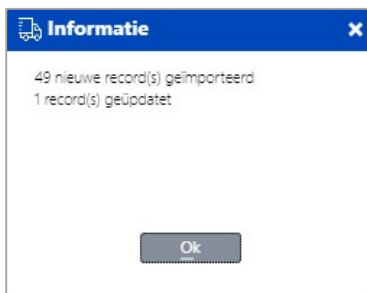 Informatie
49 nieuwe record(s) geïmporteerd
1 record(s) geüpdatet
Ok